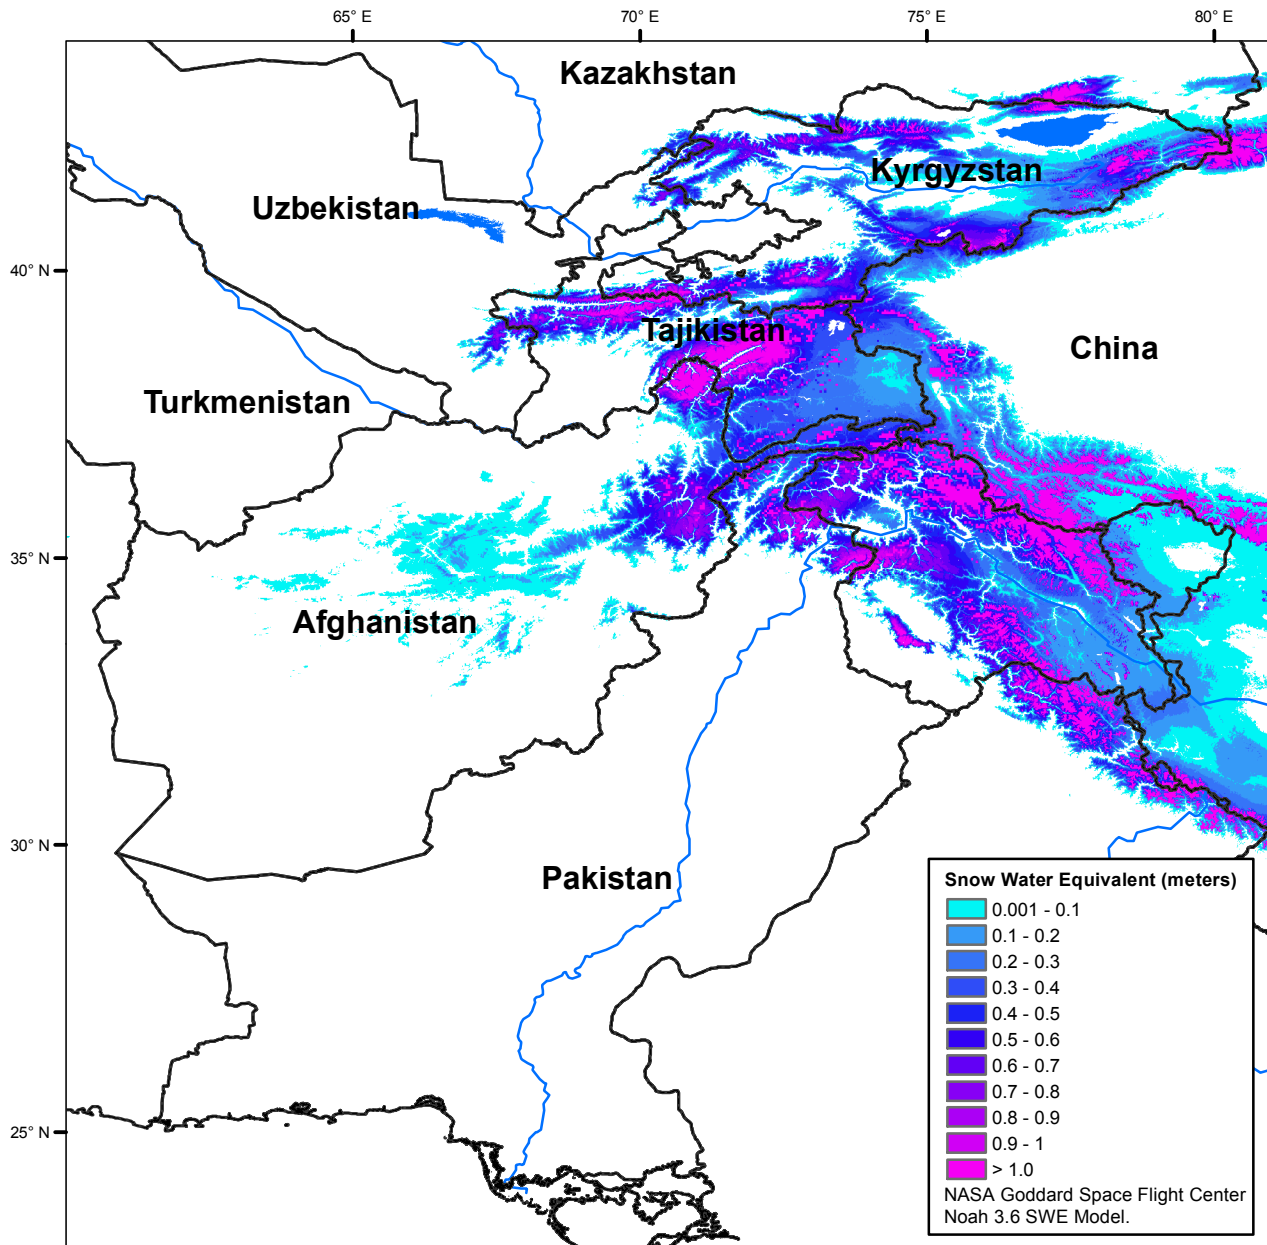 65° E
70° E
75° E
80° E
Kazakhstan
Kyrgyzstan
Uzbekistan
40° N
Tajikistan
China
Turkmenistan
35° N
Afghanistan
30° N
Pakistan
25° N
Snow Water Equivalent (meters)
0.001 - 0.1
0.1 - 0.2
0.2 - 0.3
0.3 - 0.4
0.4 - 0.5
0.5 - 0.6
0.6 - 0.7
0.7 - 0.8
0.8 - 0.9
0.9 - 1
> 1.0
NASA Goddard Space Flight Center
Noah 3.6 SWE Model.